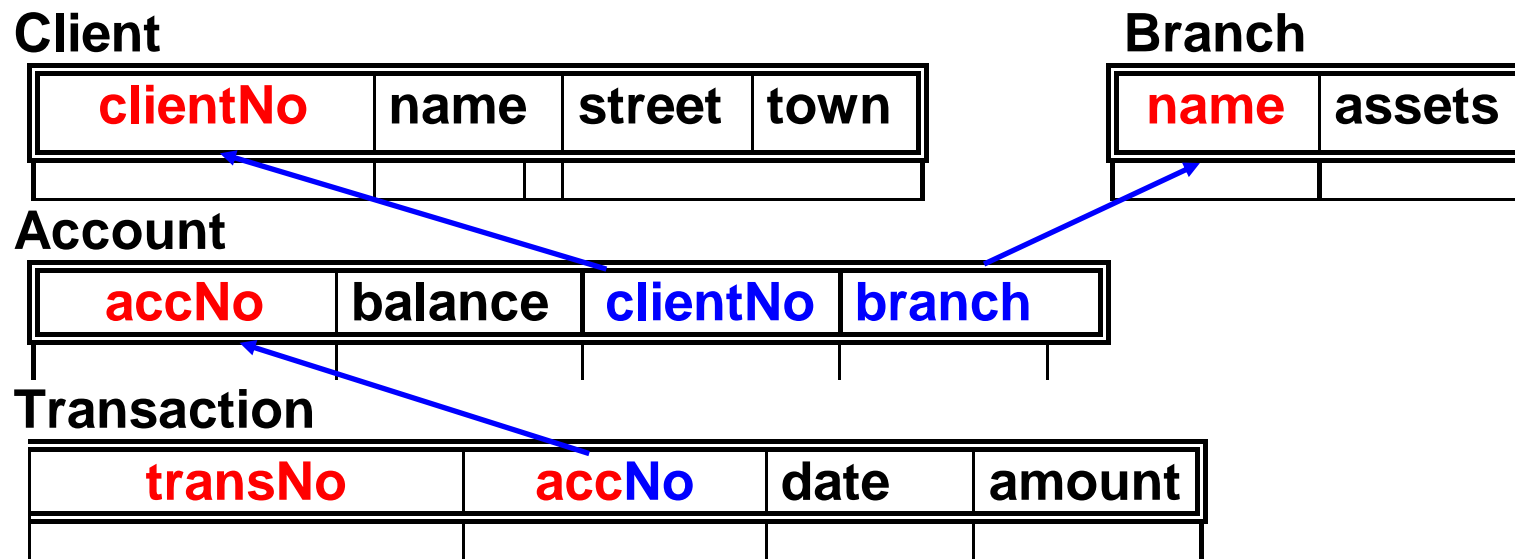 Client Branch
clientNo name street town name assets
Account
accNo balance clientNo branch
Transaction
transNo accNo date amount